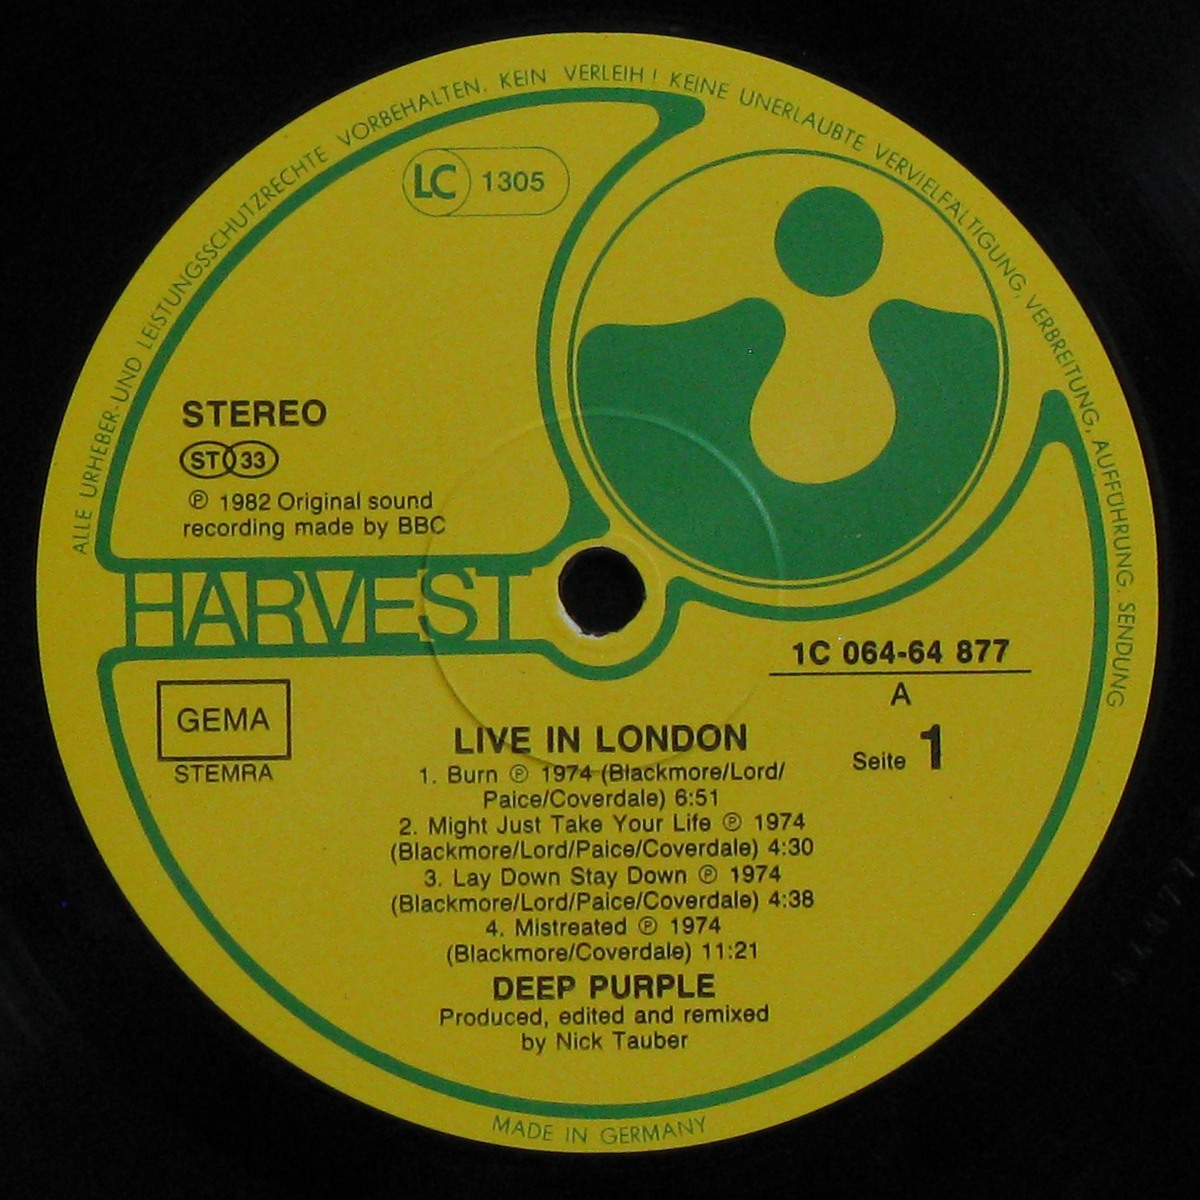 ALLE URHEBER- UND LEISTUNGSSCHUTZRECHTE VORBEHALTEN. KEIN VERLEIH! KEINE UNERLAUBTE VERVIELFÄLTIGUNG, VERBREITUNG, AUFFÜHRUNG, SENDUNG
LC 1305
STEREO
ST 33
℗ 1982 Original sound
recording made by BBC
HARVEST
1C 064-64 877
A
Seite 1
GEMA
STEMRA
LIVE IN LONDON
1. Burn ℗ 1974 (Blackmore/Lord/
Paice/Coverdale) 6:51
2. Might Just Take Your Life ℗ 1974
(Blackmore/Lord/Paice/Coverdale) 4:30
3. Lay Down Stay Down ℗ 1974
(Blackmore/Lord/Paice/Coverdale) 4:38
4. Mistreated ℗ 1974
(Blackmore/Coverdale) 11:21
DEEP PURPLE
Produced, edited and remixed
by Nick Tauber
MADE IN GERMANY